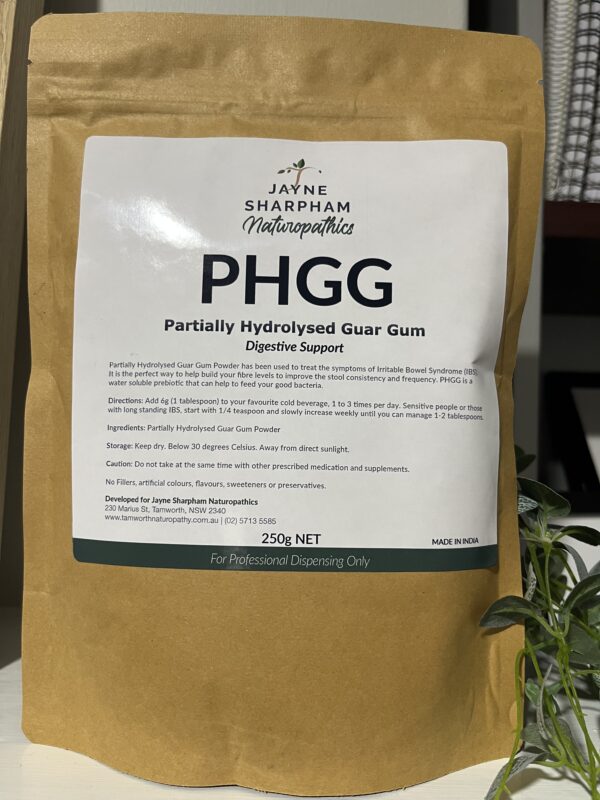 JAYNE
SHARPHAM
Naturopathics
PHGG
Partially Hydrolysed Guar Gum
Digestive Support
Partially Hydrolysed Guar Gum Powder has been used to treat the symptoms of Irritable Bowel Syndrome (IBS).
It is the perfect way to help build your fibre levels to improve the stool consistency and frequency. PHGG is a
water soluble prebiotic that can help to feed your good bacteria.
Directions: Add 6g (1 tablespoon) to your favourite cold beverage, 1 to 3 times per day. Sensitive people or those
with long standing IBS, start with 1/4 teaspoon and slowly increase weekly until you can manage 1-2 tablespoons.
Ingredients: Partially Hydrolysed Guar Gum Powder
Storage: Keep dry. Below 30 degrees Celsius. Away from direct sunlight.
Caution: Do not take at the same time with other prescribed medication and supplements.
No Fillers, artificial colours, flavours, sweeteners or preservatives.
Developed for Jayne Sharpham Naturopathics
230 Marius St, Tamworth, NSW 2340
www.tamworthnaturopathy.com.au | (02) 5713 5585
250g NET
MADE IN INDIA
For Professional Dispensing Only